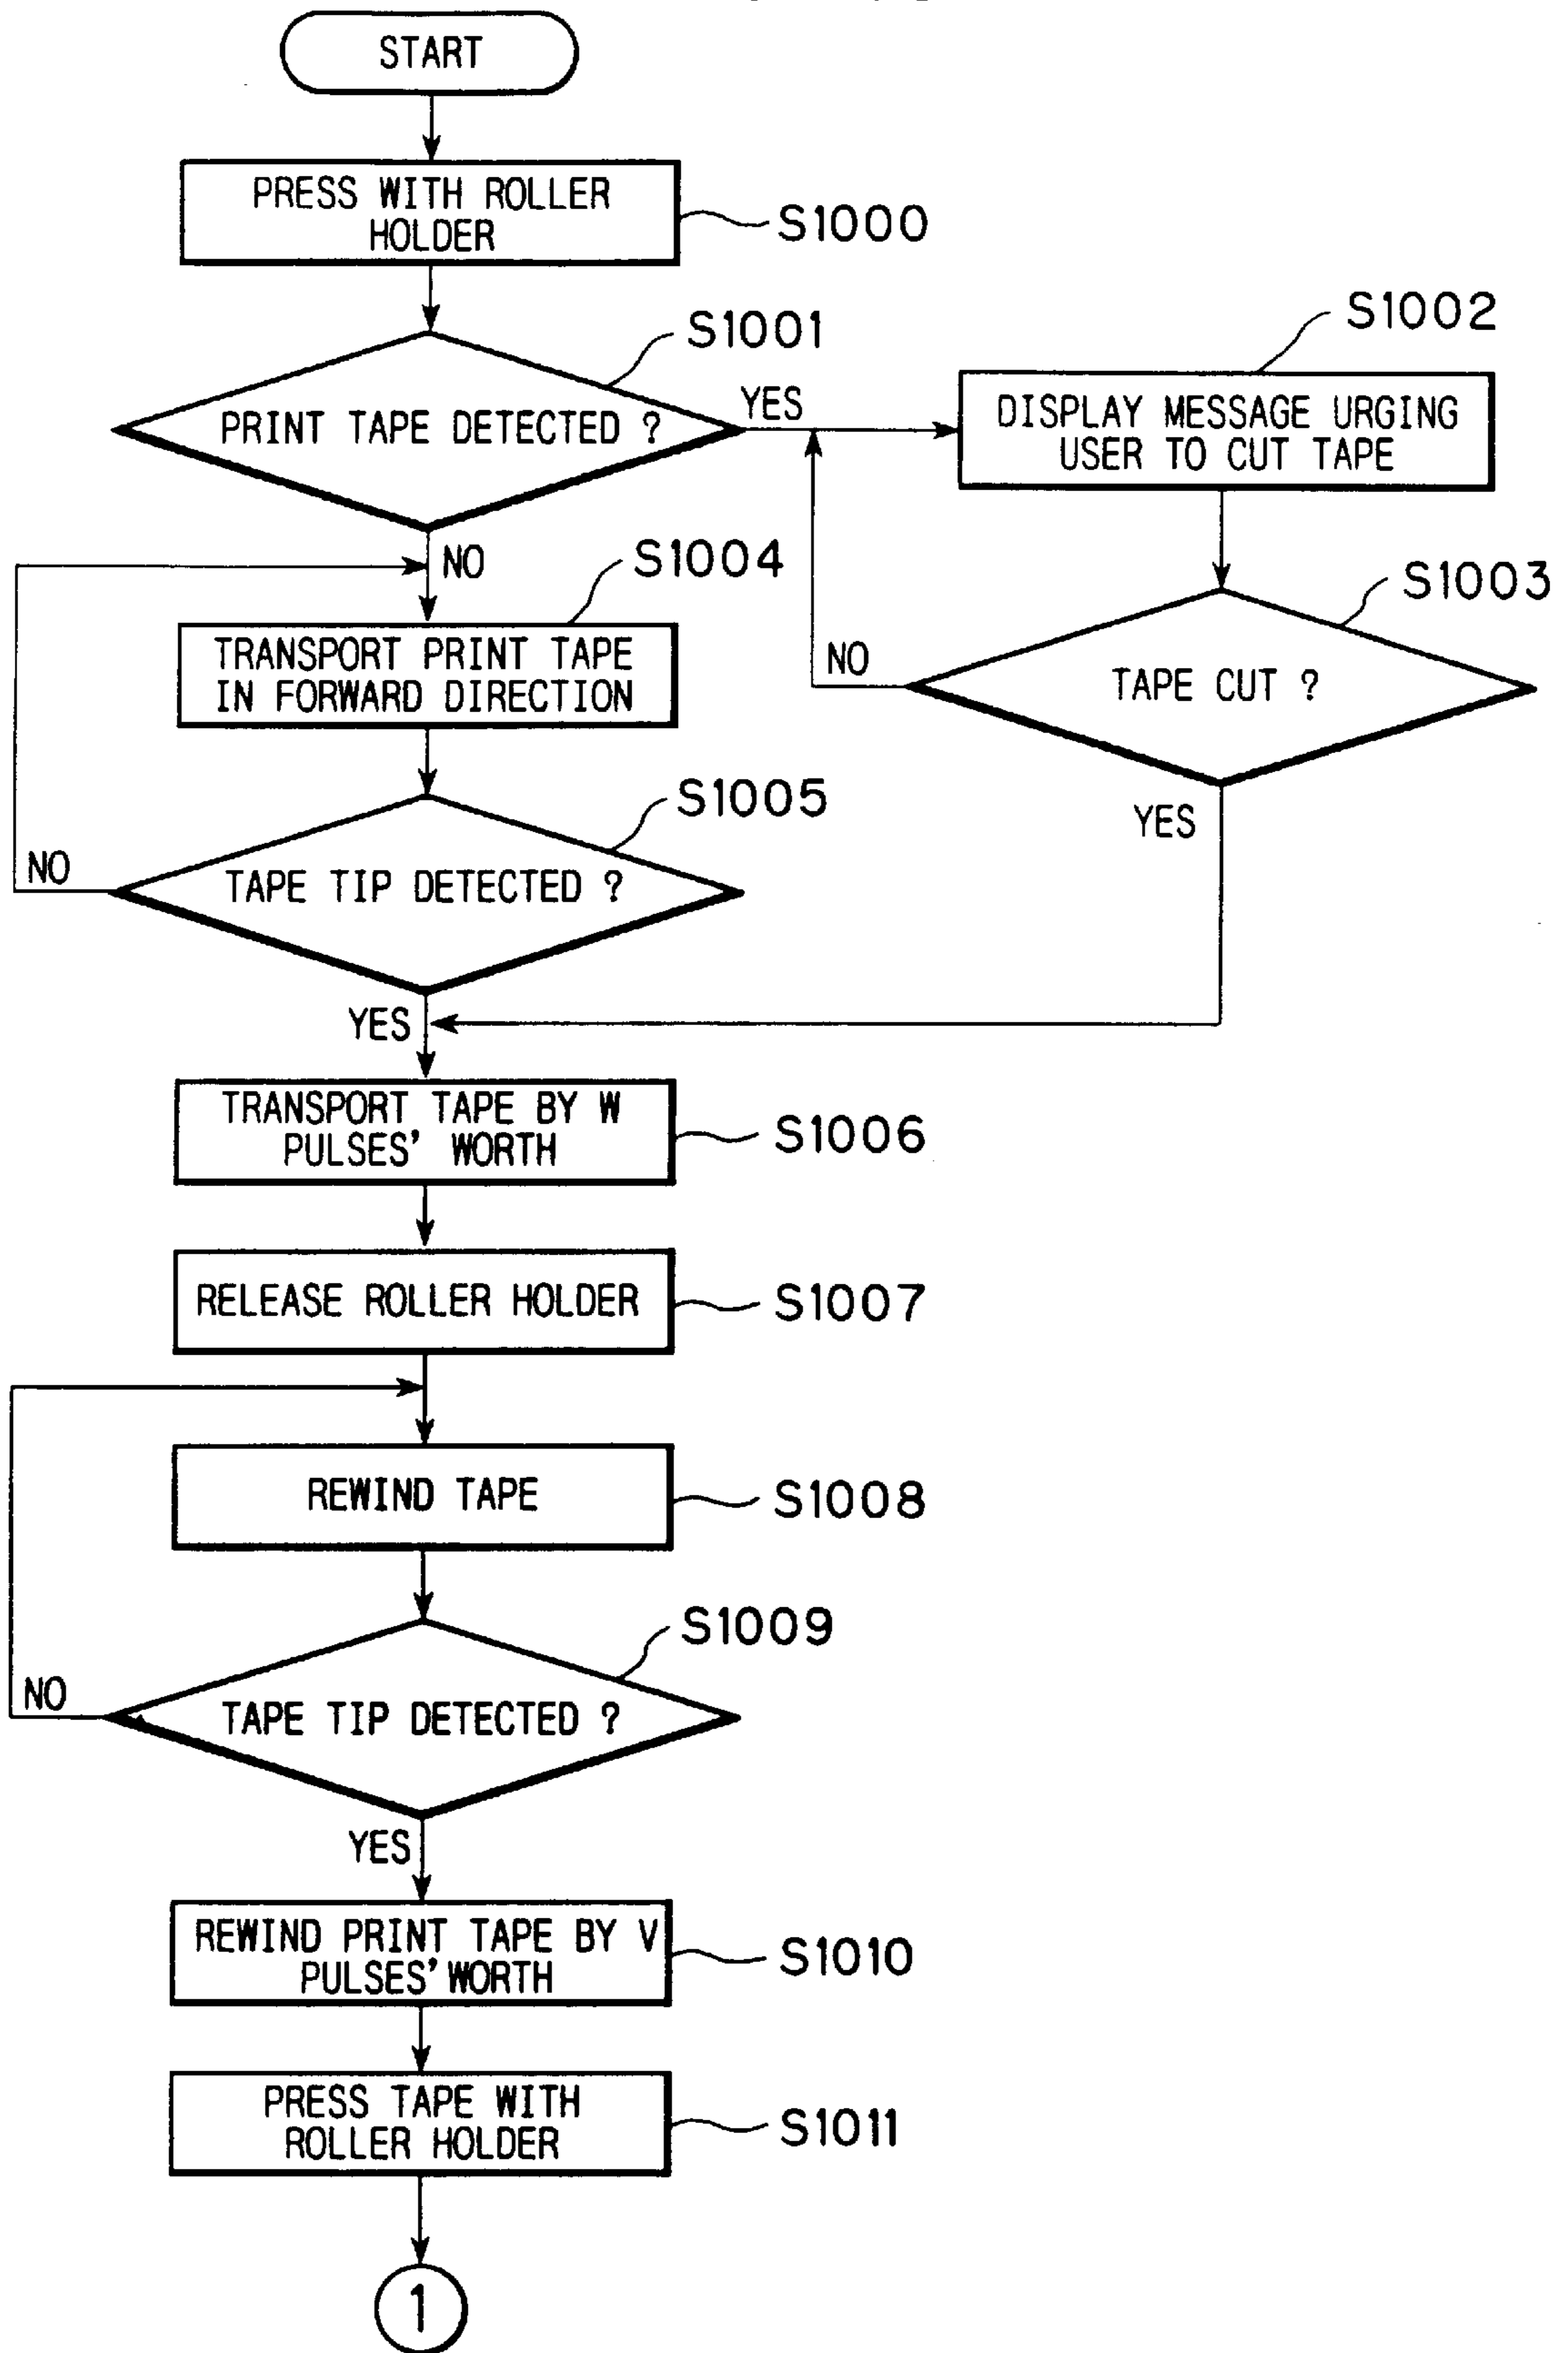 START
PRESS WITH ROLLER
HOLDER
S1000
S1001
PRINT TAPE DETECTED ?
YES
S1002
DISPLAY MESSAGE URGING
USER TO CUT TAPE
S1003
TAPE CUT ?
NO
YES
NO
S1004
TRANSPORT PRINT TAPE
IN FORWARD DIRECTION
S1005
TAPE TIP DETECTED ?
NO
YES
TRANSPORT TAPE BY W
PULSES' WORTH
S1006
RELEASE ROLLER HOLDER
S1007
REWIND TAPE
S1008
S1009
TAPE TIP DETECTED ?
NO
YES
REWIND PRINT TAPE BY V
PULSES' WORTH
S1010
PRESS TAPE WITH
ROLLER HOLDER
S1011
1